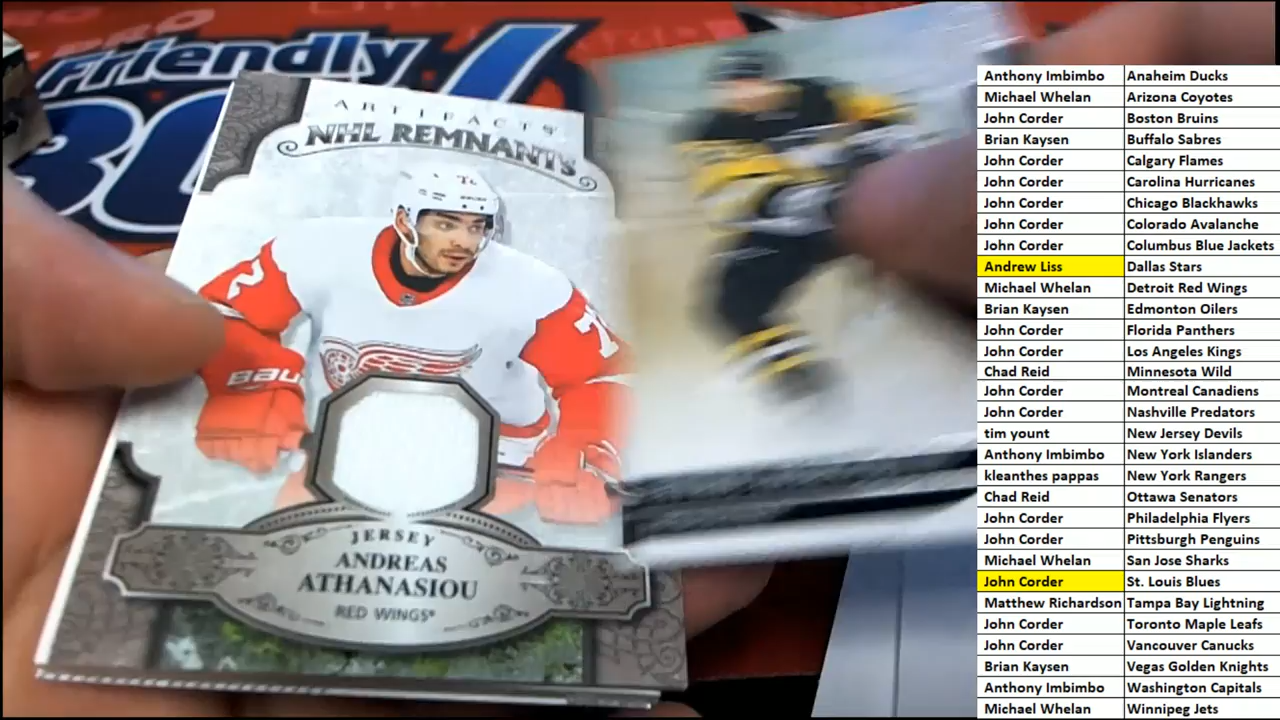 Friendly
ARTIFACTS
NHL REMNANTS
72
BAU
JERSEY
ANDREAS
ATHANASIOU
RED WINGS
Anthony Imbimbo Anaheim Ducks
Michael Whelan Arizona Coyotes
John Corder Boston Bruins
Brian Kaysen Buffalo Sabres
John Corder Calgary Flames
John Corder Carolina Hurricanes
John Corder Chicago Blackhawks
John Corder Colorado Avalanche
John Corder Columbus Blue Jackets
Andrew Liss Dallas Stars
Michael Whelan Detroit Red Wings
Brian Kaysen Edmonton Oilers
John Corder Florida Panthers
John Corder Los Angeles Kings
Chad Reid Minnesota Wild
John Corder Montreal Canadiens
John Corder Nashville Predators
tim yount New Jersey Devils
Anthony Imbimbo New York Islanders
kleanthes pappas New York Rangers
Chad Reid Ottawa Senators
John Corder Philadelphia Flyers
John Corder Pittsburgh Penguins
Michael Whelan San Jose Sharks
John Corder St. Louis Blues
Matthew Richardson Tampa Bay Lightning
John Corder Toronto Maple Leafs
John Corder Vancouver Canucks
Brian Kaysen Vegas Golden Knights
Anthony Imbimbo Washington Capitals
Michael Whelan Winnipeg Jets